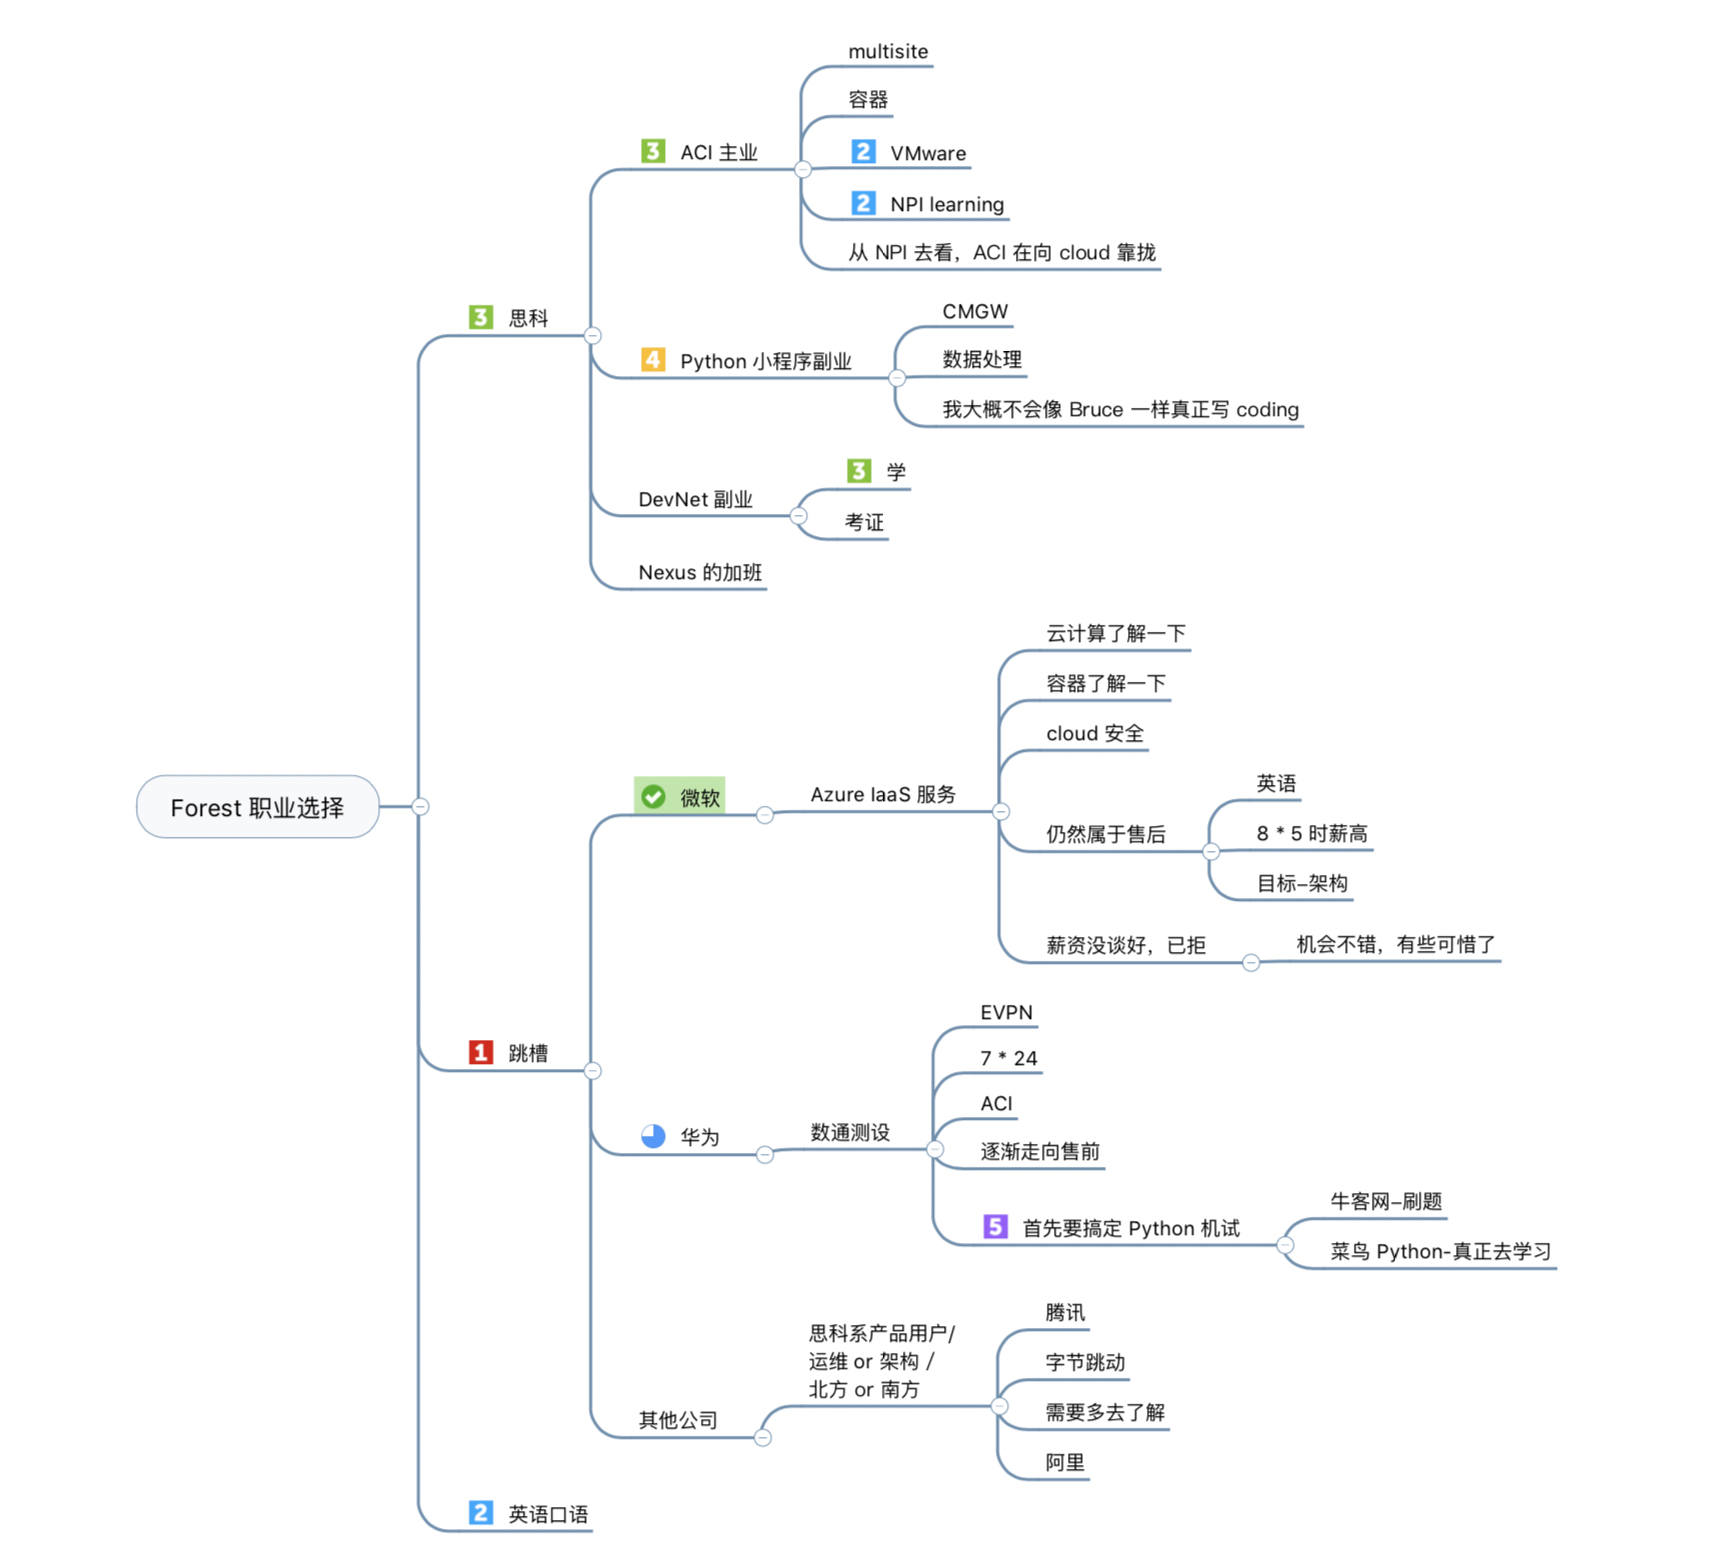 Forest 职业选择
3 思科
3 ACI 主业
multisite
容器
2 VMware
2 NPI learning
从 NPI 去看，ACI 在向 cloud 靠拢
4 Python 小程序副业
CMGW
数据处理
我大概不会像 Bruce 一样真正写 coding
DevNet 副业
3 学
考证
Nexus 的加班
1 跳槽
微软
Azure IaaS 服务
云计算了解一下
容器了解一下
cloud 安全
仍然属于售后
英语
8 * 5 时薪高
目标–架构
薪资没谈好，已拒
机会不错，有些可惜了
华为
数通测设
EVPN
7 * 24
ACI
逐渐走向售前
5 首先要搞定 Python 机试
牛客网–刷题
菜鸟 Python-真正去学习
其他公司
思科系产品用户/
运维 or 架构 /
北方 or 南方
腾讯
字节跳动
需要多去了解
阿里
2 英语口语